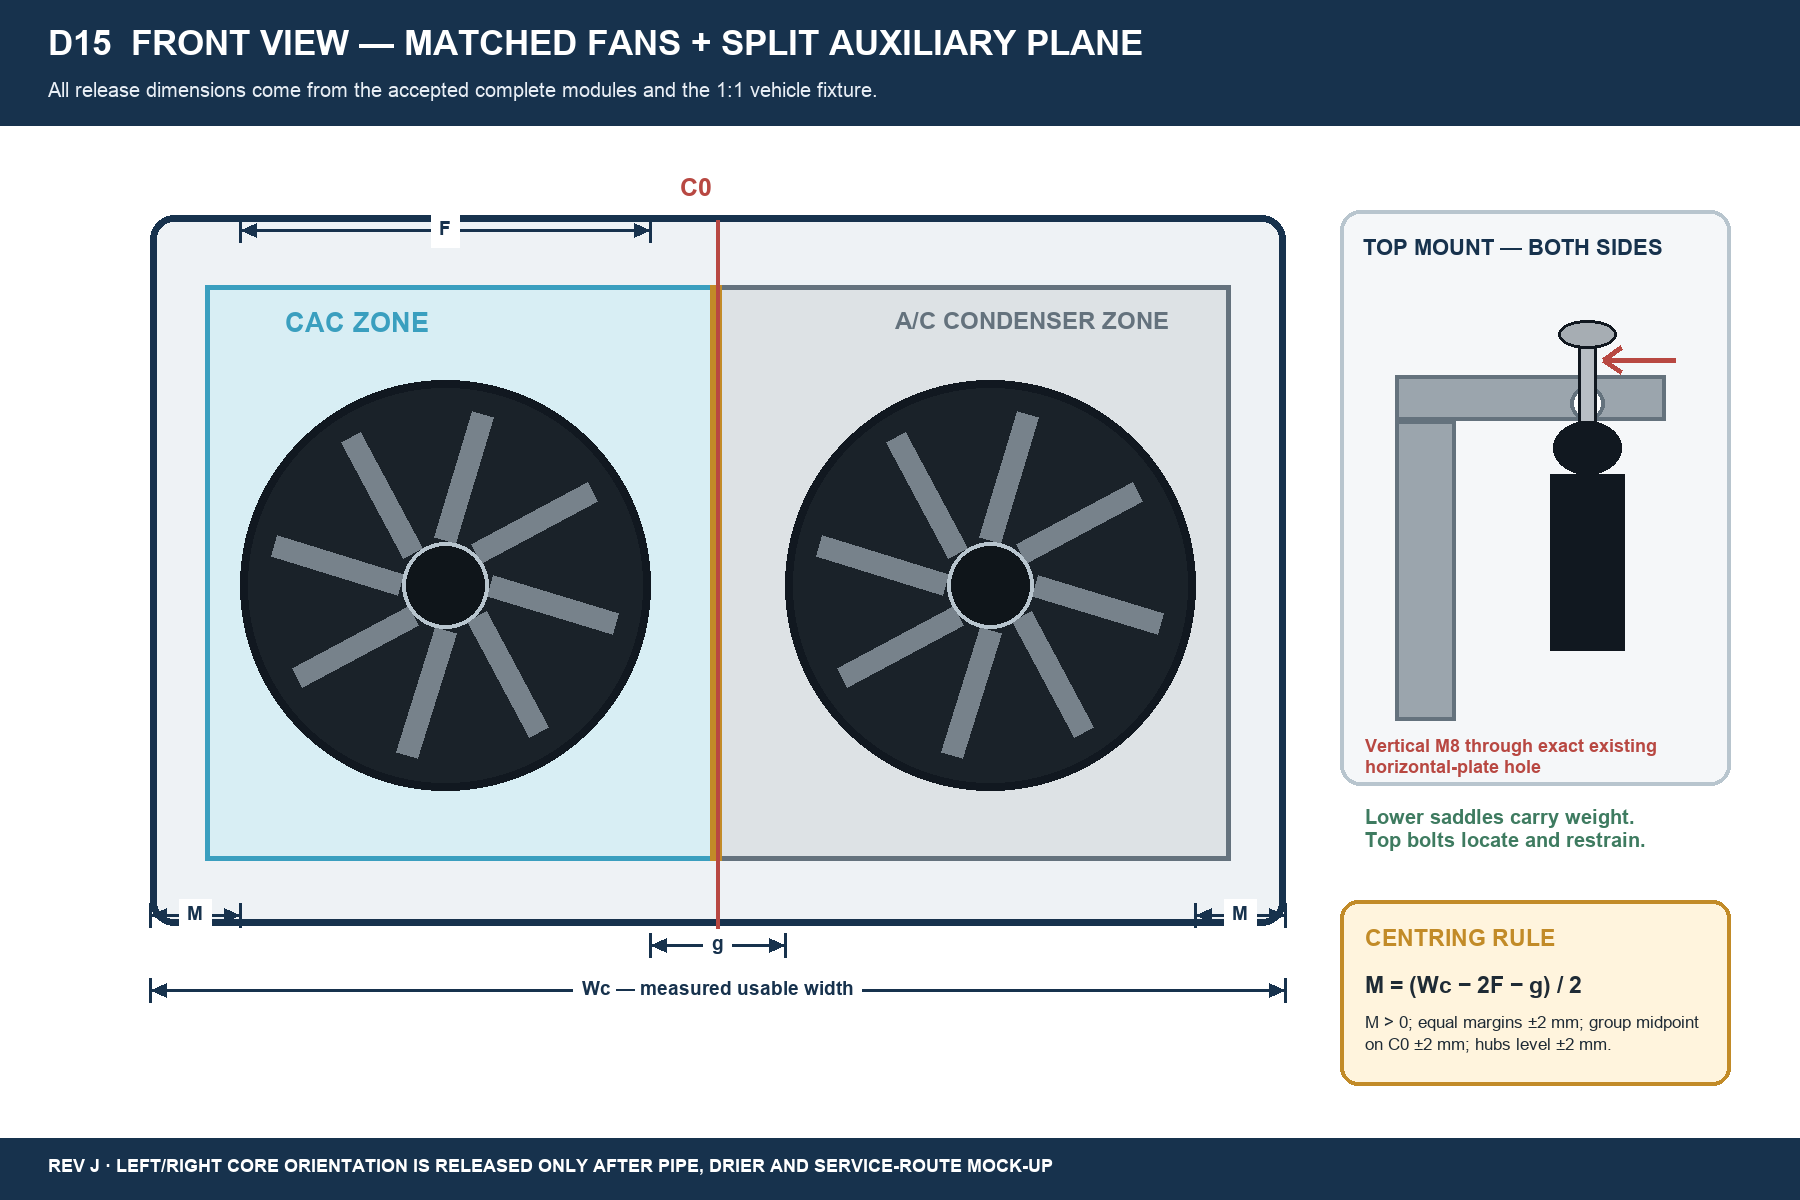 D15 FRONT VIEW — MATCHED FANS + SPLIT AUXILIARY PLANE
All release dimensions come from the accepted complete modules and the 1:1 vehicle fixture.
C0
F
CAC ZONE
A/C CONDENSER ZONE
M
M
g
Wc — measured usable width
TOP MOUNT — BOTH SIDES
Vertical M8 through exact existing
horizontal-plate hole
Lower saddles carry weight.
Top bolts locate and restrain.
CENTRING RULE
M = (Wc − 2F − g) / 2
M > 0; equal margins ±2 mm; group midpoint
on C0 ±2 mm; hubs level ±2 mm.
REV J · LEFT/RIGHT CORE ORIENTATION IS RELEASED ONLY AFTER PIPE, DRIER AND SERVICE-ROUTE MOCK-UP